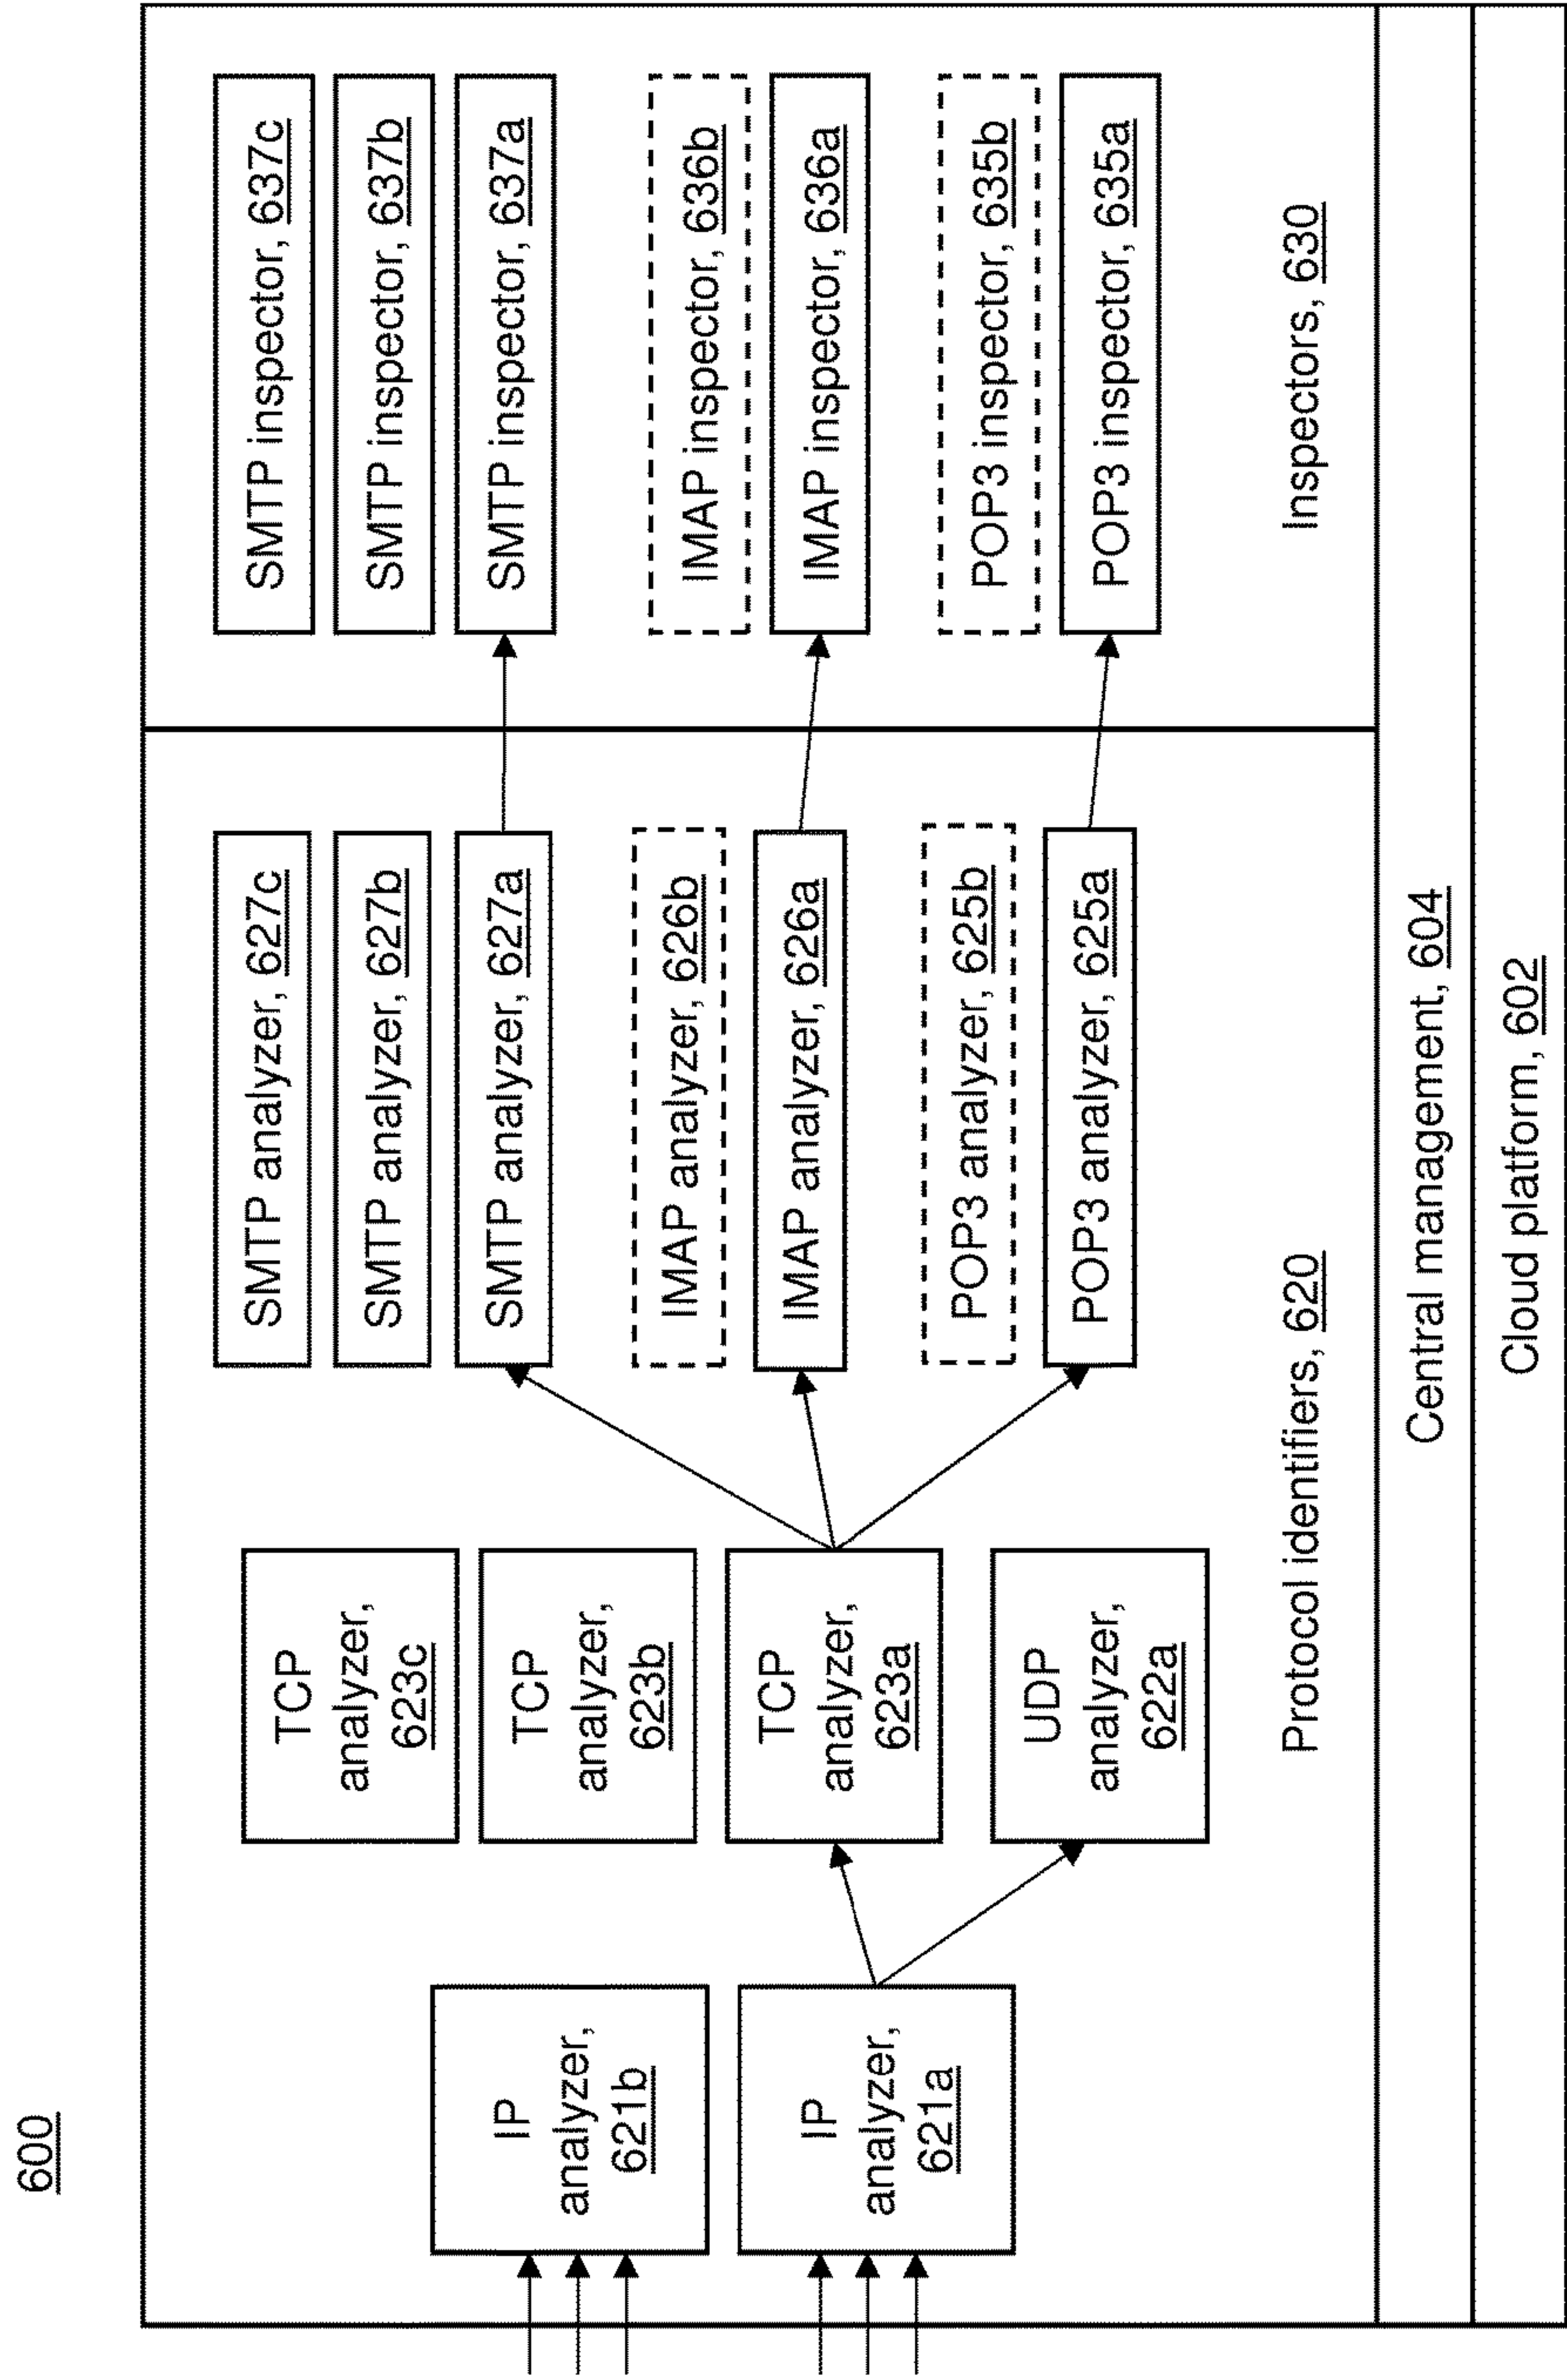 600
IP
analyzer,
621b
IP
analyzer,
621a
TCP
analyzer,
623c
TCP
analyzer,
623b
TCP
analyzer,
623a
UDP
analyzer,
622a
SMTP analyzer, 627c
SMTP analyzer, 627b
SMTP analyzer, 627a
IMAP analyzer, 626b
IMAP analyzer, 626a
POP3 analyzer, 625b
POP3 analyzer, 625a
Protocol identifiers, 620
SMTP inspector, 637c
SMTP inspector, 637b
SMTP inspector, 637a
IMAP inspector, 636b
IMAP inspector, 636a
POP3 inspector, 635b
POP3 inspector, 635a
Inspectors, 630
Central management, 604
Cloud platform, 602